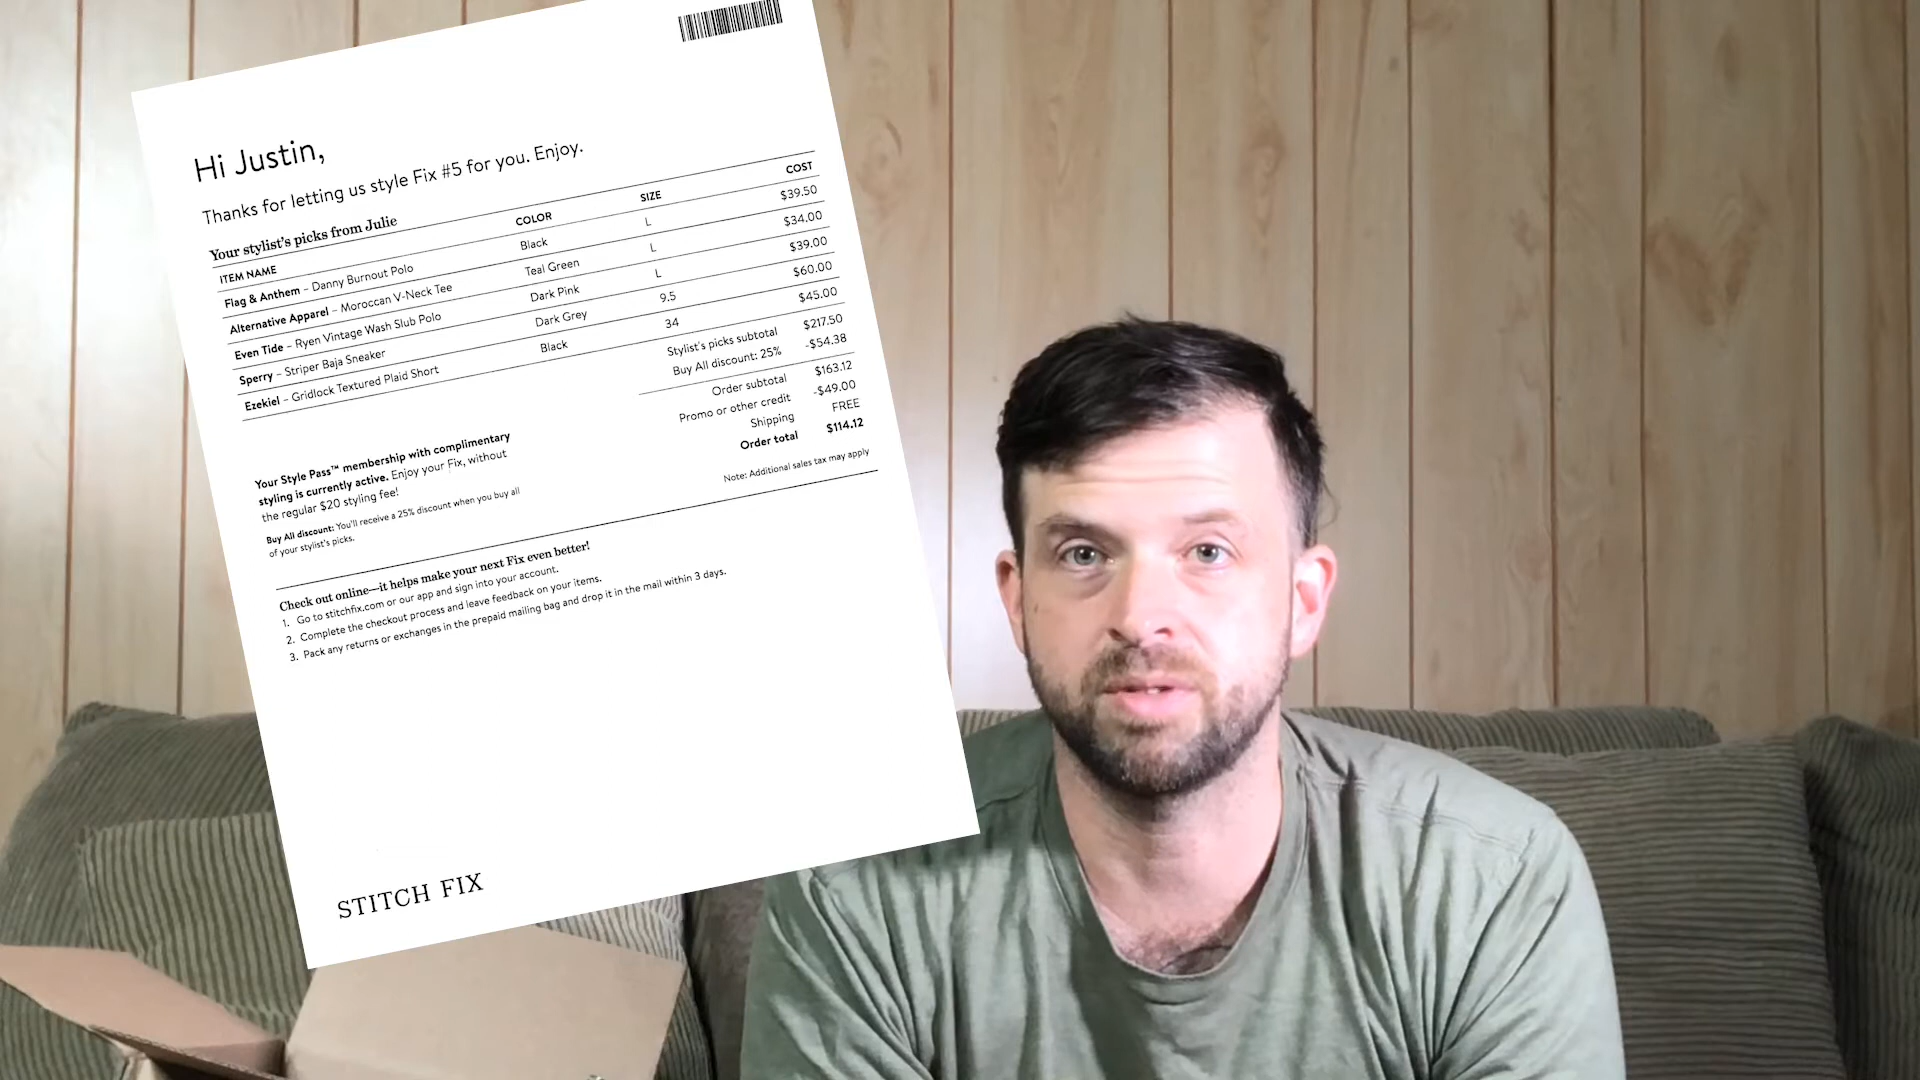 Hi Justin,
Thanks for letting us style Fix #5 for you. Enjoy.
Your stylist's picks from Julie
ITEM NAME COLOR SIZE COST
Flag & Anthem – Danny Burnout Polo Black L $39.50
Alternative Apparel – Moroccan V-Neck Tee Teal Green L $34.00
Even Tide – Ryen Vintage Wash Slub Polo Dark Pink L $39.00
Sperry – Striper Baja Sneaker Dark Grey 9.5 $60.00
Ezekiel – Gridlock Textured Plaid Short Black 34 $45.00
Stylist's picks subtotal $217.50
Buy All discount: 25% -$54.38
Order subtotal $163.12
Promo or other credit -$49.00
Shipping FREE
Order total $114.12
Note: Additional sales tax may apply
Your Style Pass™ membership with complimentary
styling is currently active. Enjoy your Fix, without
the regular $20 styling fee!
Buy All discount: You'll receive a 25% discount when you buy all
of your stylist's picks.
Check out online—it helps make your next Fix even better!
1. Go to stitchfix.com or our app and sign into your account.
2. Complete the checkout process and leave feedback on your items.
3. Pack any returns or exchanges in the prepaid mailing bag and drop it in the mail within 3 days.
STITCH FIX